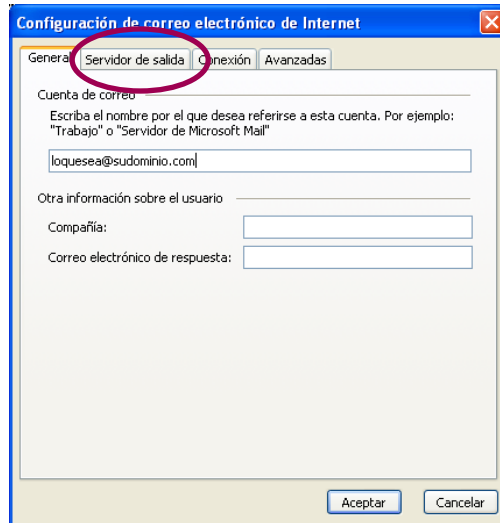 Configuración de correo electrónico de Internet
General Servidor de salida Conexión Avanzadas
Cuenta de correo
Escriba el nombre por el que desea referirse a esta cuenta. Por ejemplo:
"Trabajo" o "Servidor de Microsoft Mail"
loquesea@sudominio.com
Otra información sobre el usuario
Compañía:
Correo electrónico de respuesta:
Aceptar Cancelar